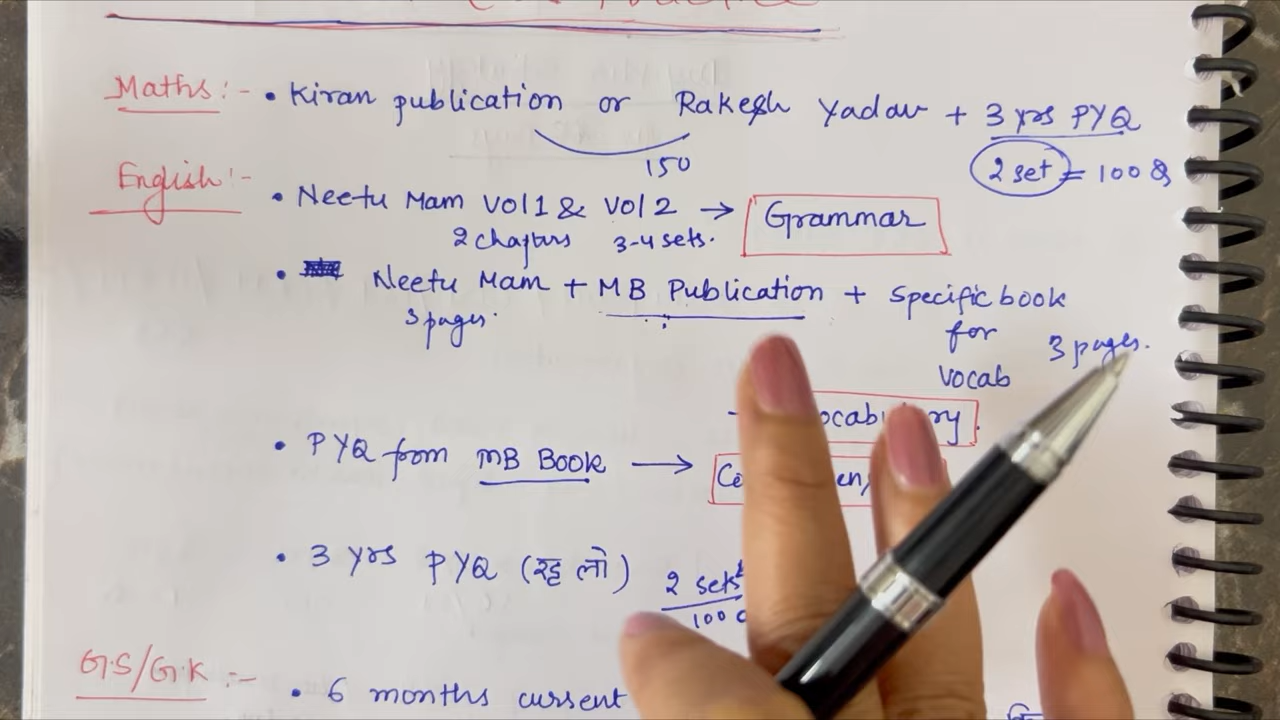 Maths :- • Kiran publication or Rakesh Yadav + 3 yrs PYQ
150
2 set = 100 Q
English :- • Neetu Mam Vol 1 & Vol 2 → Grammar
2 chapters 3-4 sets.
• Neetu Mam + MB Publication + Specific book
3 pages.
for
3 pages.
vocab
• PYQ from MB Book →
• 3 yrs PYQ (रट लो) 2 sets
100
G.S/G.K :- • 6 months current